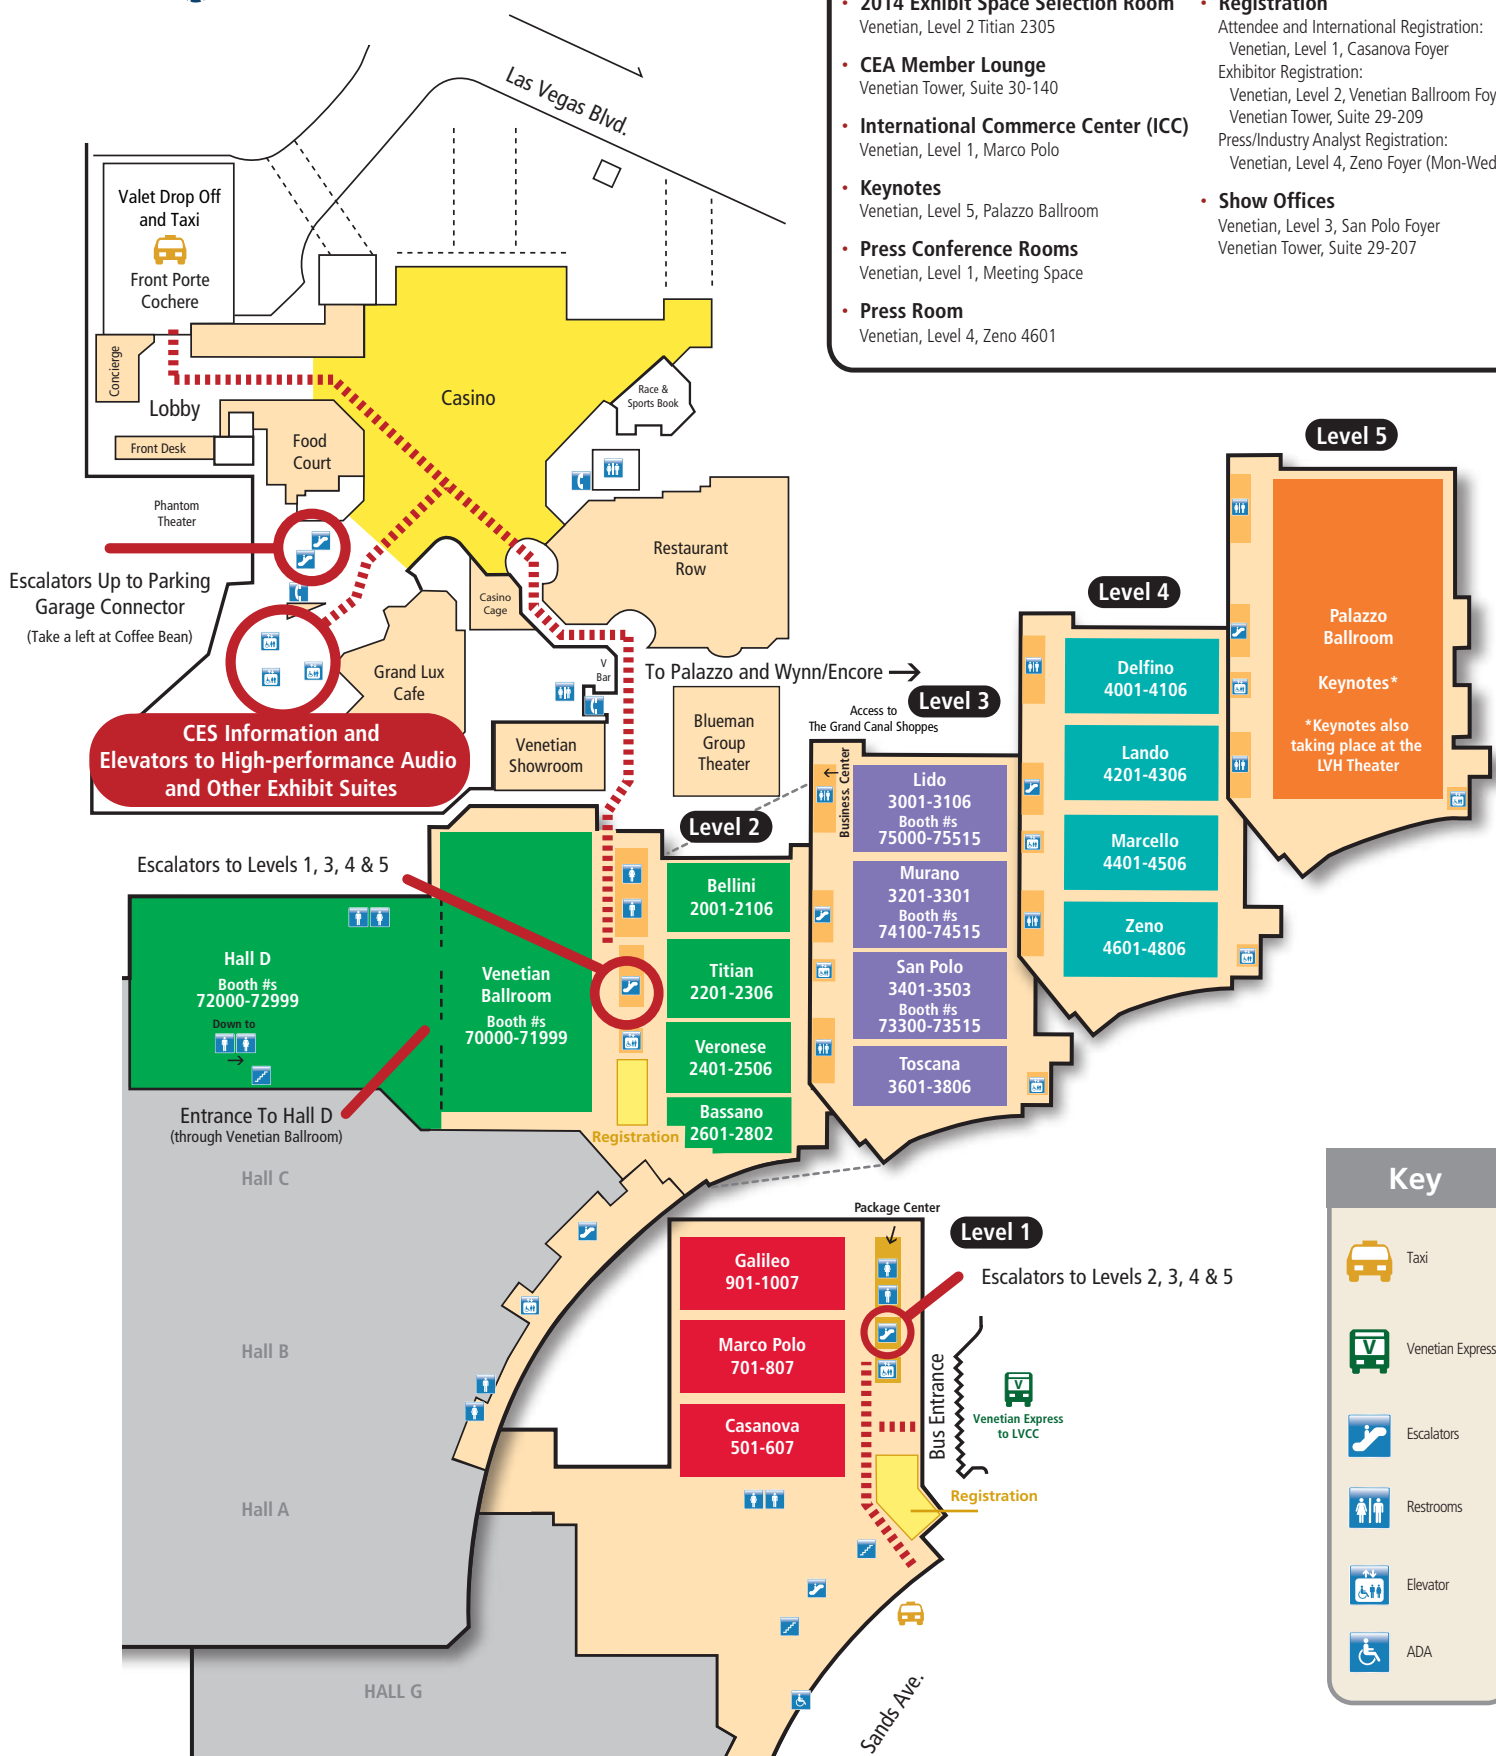 2014 Exhibit Space Selection Room
Venetian, Level 2 Titian 2305
• CEA Member Lounge
Venetian Tower, Suite 30-140
• International Commerce Center (ICC)
Venetian, Level 1, Marco Polo
• Keynotes
Venetian, Level 5, Palazzo Ballroom
• Press Conference Rooms
Venetian, Level 1, Meeting Space
• Press Room
Venetian, Level 4, Zeno 4601
• Registration
Attendee and International Registration:
Venetian, Level 1, Casanova Foyer
Exhibitor Registration:
Venetian, Level 2, Venetian Ballroom Foy
Venetian Tower, Suite 29-209
Press/Industry Analyst Registration:
Venetian, Level 4, Zeno Foyer (Mon-Wed
• Show Offices
Venetian, Level 3, San Polo Foyer
Venetian Tower, Suite 29-207
Las Vegas Blvd.
Valet Drop Off
and Taxi
Front Porte
Cochere
Concierge
Lobby
Front Desk
Food
Court
Casino
Race &
Sports Book
Phantom
Theater
Escalators Up to Parking
Garage Connector
(Take a left at Coffee Bean)
Restaurant
Row
Casino
Cage
Grand Lux
Cafe
V
Bar
To Palazzo and Wynn/Encore
CES Information and
Elevators to High-performance Audio
and Other Exhibit Suites
Venetian
Showroom
Blueman
Group
Theater
Access to
The Grand Canal Shoppes
Level 5
Palazzo
Ballroom
Keynotes*
*Keynotes also
taking place at the
LVH Theater
Level 4
Delfino
4001-4106
Lando
4201-4306
Marcello
4401-4506
Zeno
4601-4806
Level 3
Business. Center
Lido
3001-3106
Booth #s
75000-75515
Murano
3201-3301
Booth #s
74100-74515
San Polo
3401-3503
Booth #s
73300-73515
Toscana
3601-3806
Level 2
Escalators to Levels 1, 3, 4 & 5
Bellini
2001-2106
Titian
2201-2306
Veronese
2401-2506
Bassano
2601-2802
Registration
Venetian
Ballroom
Booth #s
70000-71999
Hall D
Booth #s
72000-72999
Down to
Entrance To Hall D
(through Venetian Ballroom)
Hall C
Hall B
Hall A
HALL G
Package Center
Level 1
Galileo
901-1007
Escalators to Levels 2, 3, 4 & 5
Marco Polo
701-807
Casanova
501-607
Bus Entrance
V
Venetian Express
to LVCC
Registration
Sands Ave.
Key
Taxi
V
Venetian Express
Escalators
Restrooms
Elevator
ADA